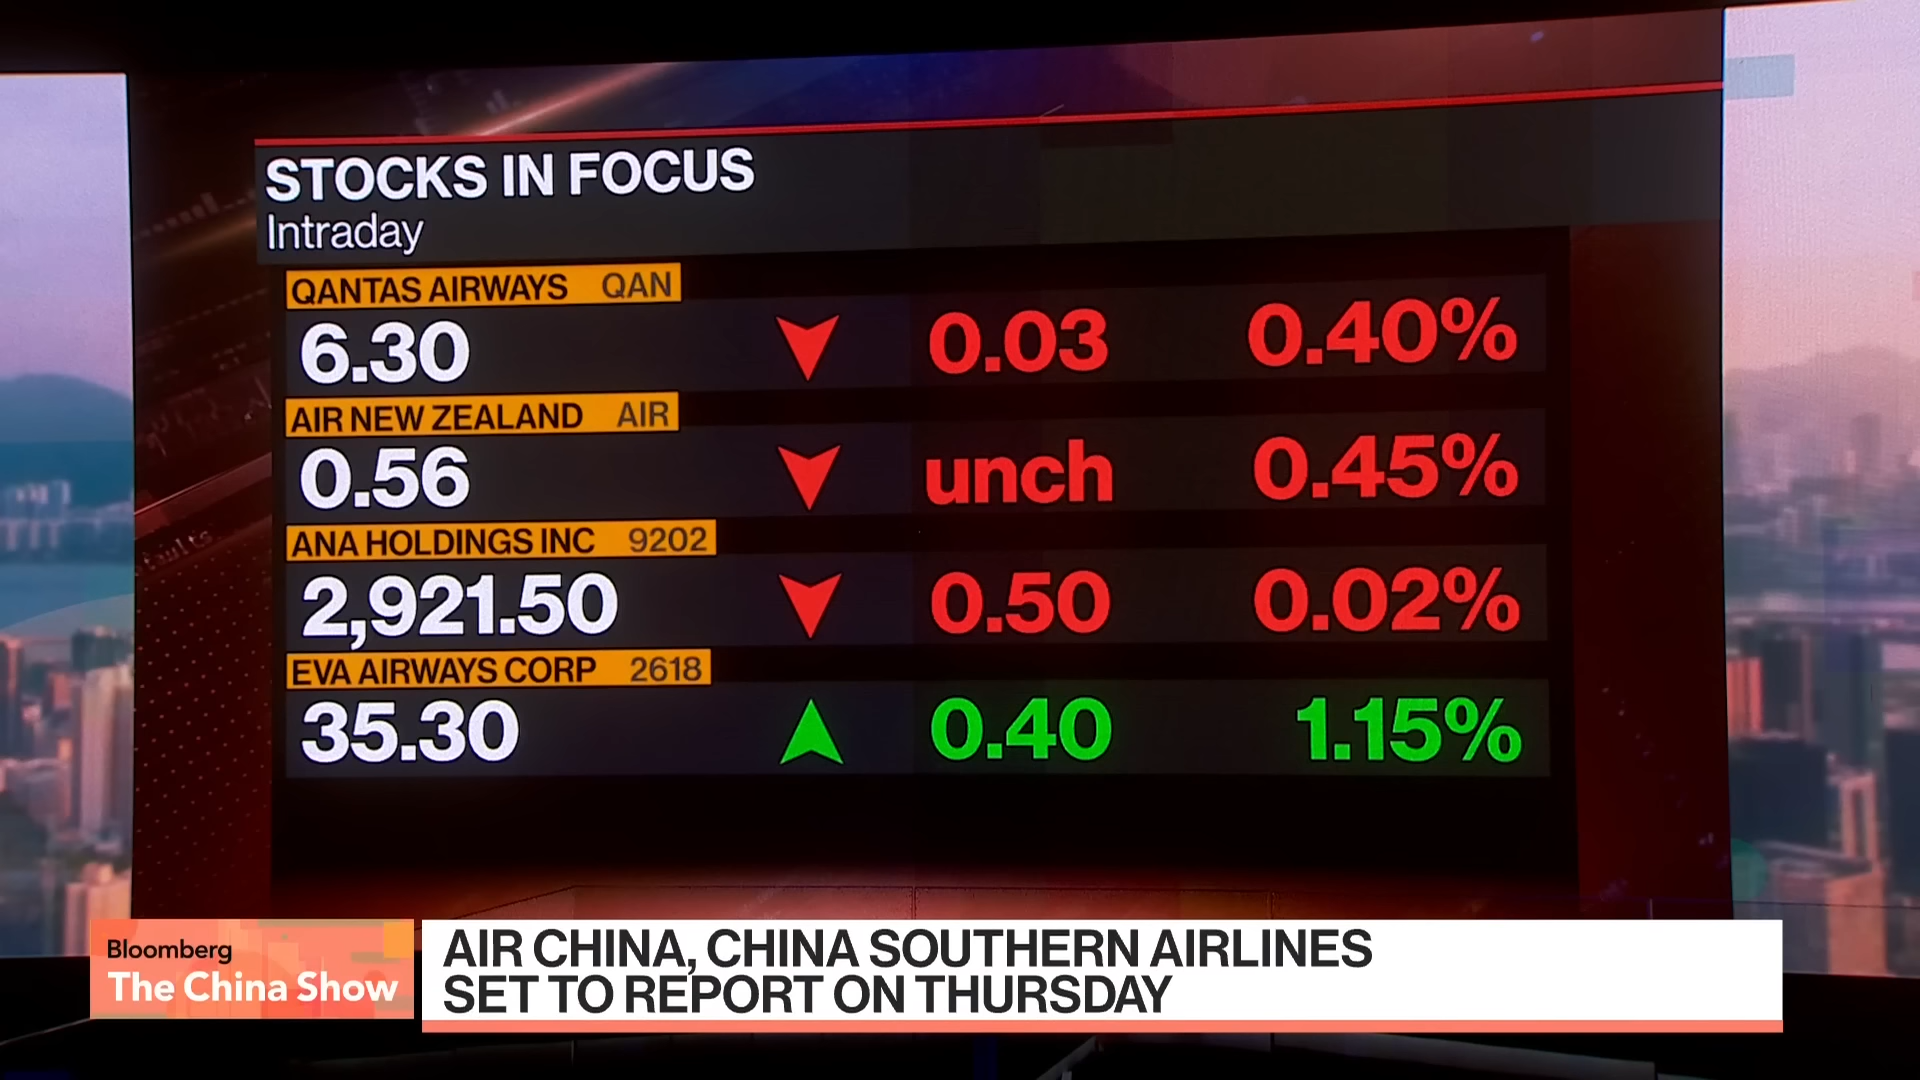 STOCKS IN FOCUS
Intraday
QANTAS AIRWAYS QAN
6.30 ▼ 0.03 0.40%
AIR NEW ZEALAND AIR
0.56 ▼ unch 0.45%
ANA HOLDINGS INC 9202
2,921.50 ▼ 0.50 0.02%
EVA AIRWAYS CORP 2618
35.30 ▲ 0.40 1.15%
Bloomberg
The China Show
AIR CHINA, CHINA SOUTHERN AIRLINES
SET TO REPORT ON THURSDAY